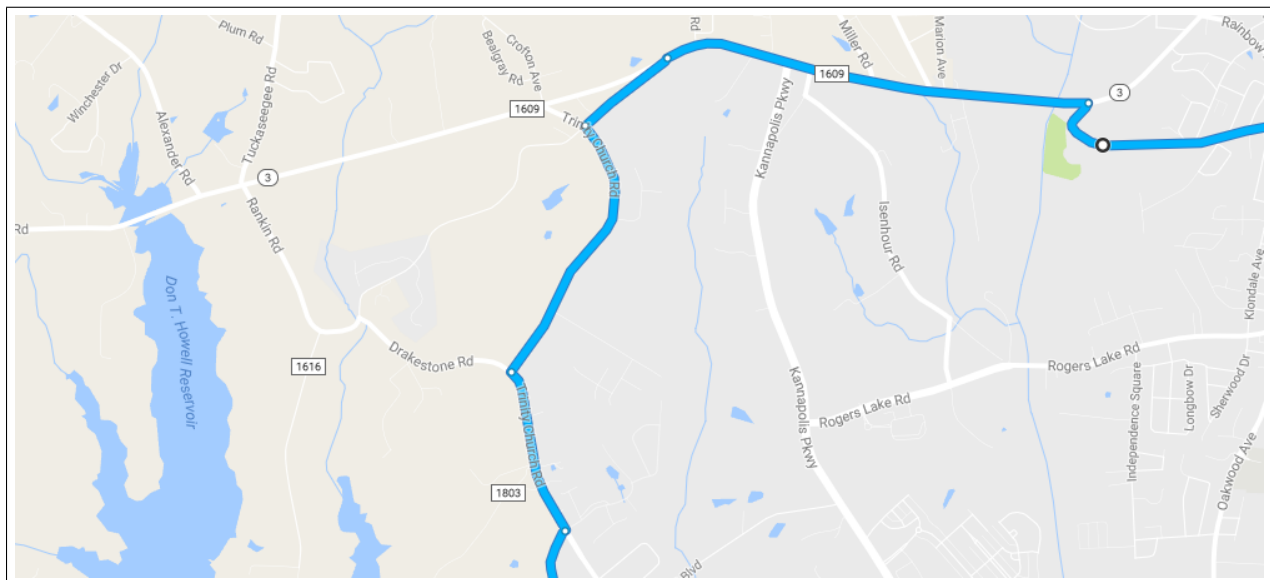 Plum Rd
Winchester Dr
Alexander Rd
Tuckaseegee Rd
Crofton Ave
Bealgray Rd
Rd
Miller Rd
Marion Ave
Rainbow
1609
1609
3
3
Trinity Church Rd
Kannapolis Pkwy
Rd
Rankin Rd
Isenhour Rd
Don T. Howell Reservoir
Klondale Ave
1616
Drakestone Rd
Rogers Lake Rd
Rogers Lake Rd
Kannapolis Pkwy
Trinity Church Rd
Independence Square
Longbow Dr
Sherwood Dr
Oakwood Ave
1803
Blvd